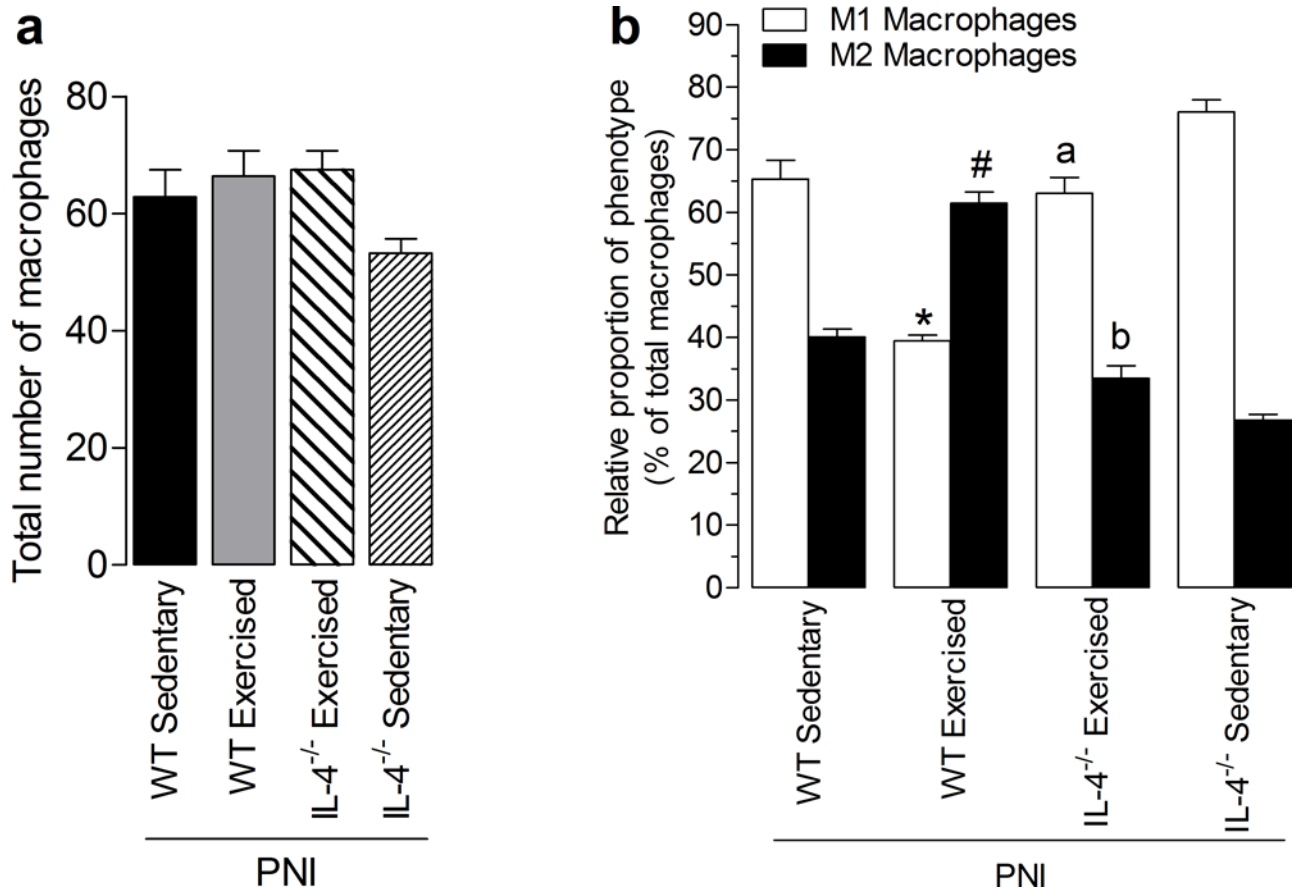 a
Total number of macrophages
80
60
40
20
0
WT Sedentary
WT Exercised
IL-4-/- Exercised
IL-4-/- Sedentary
PNI
b
M1 Macrophages
M2 Macrophages
Relative proportion of phenotype
(% of total macrophages)
90
80
70
60
50
40
30
20
10
0
*
#
a
b
WT Sedentary
WT Exercised
IL-4-/- Exercised
IL-4-/- Sedentary
PNI